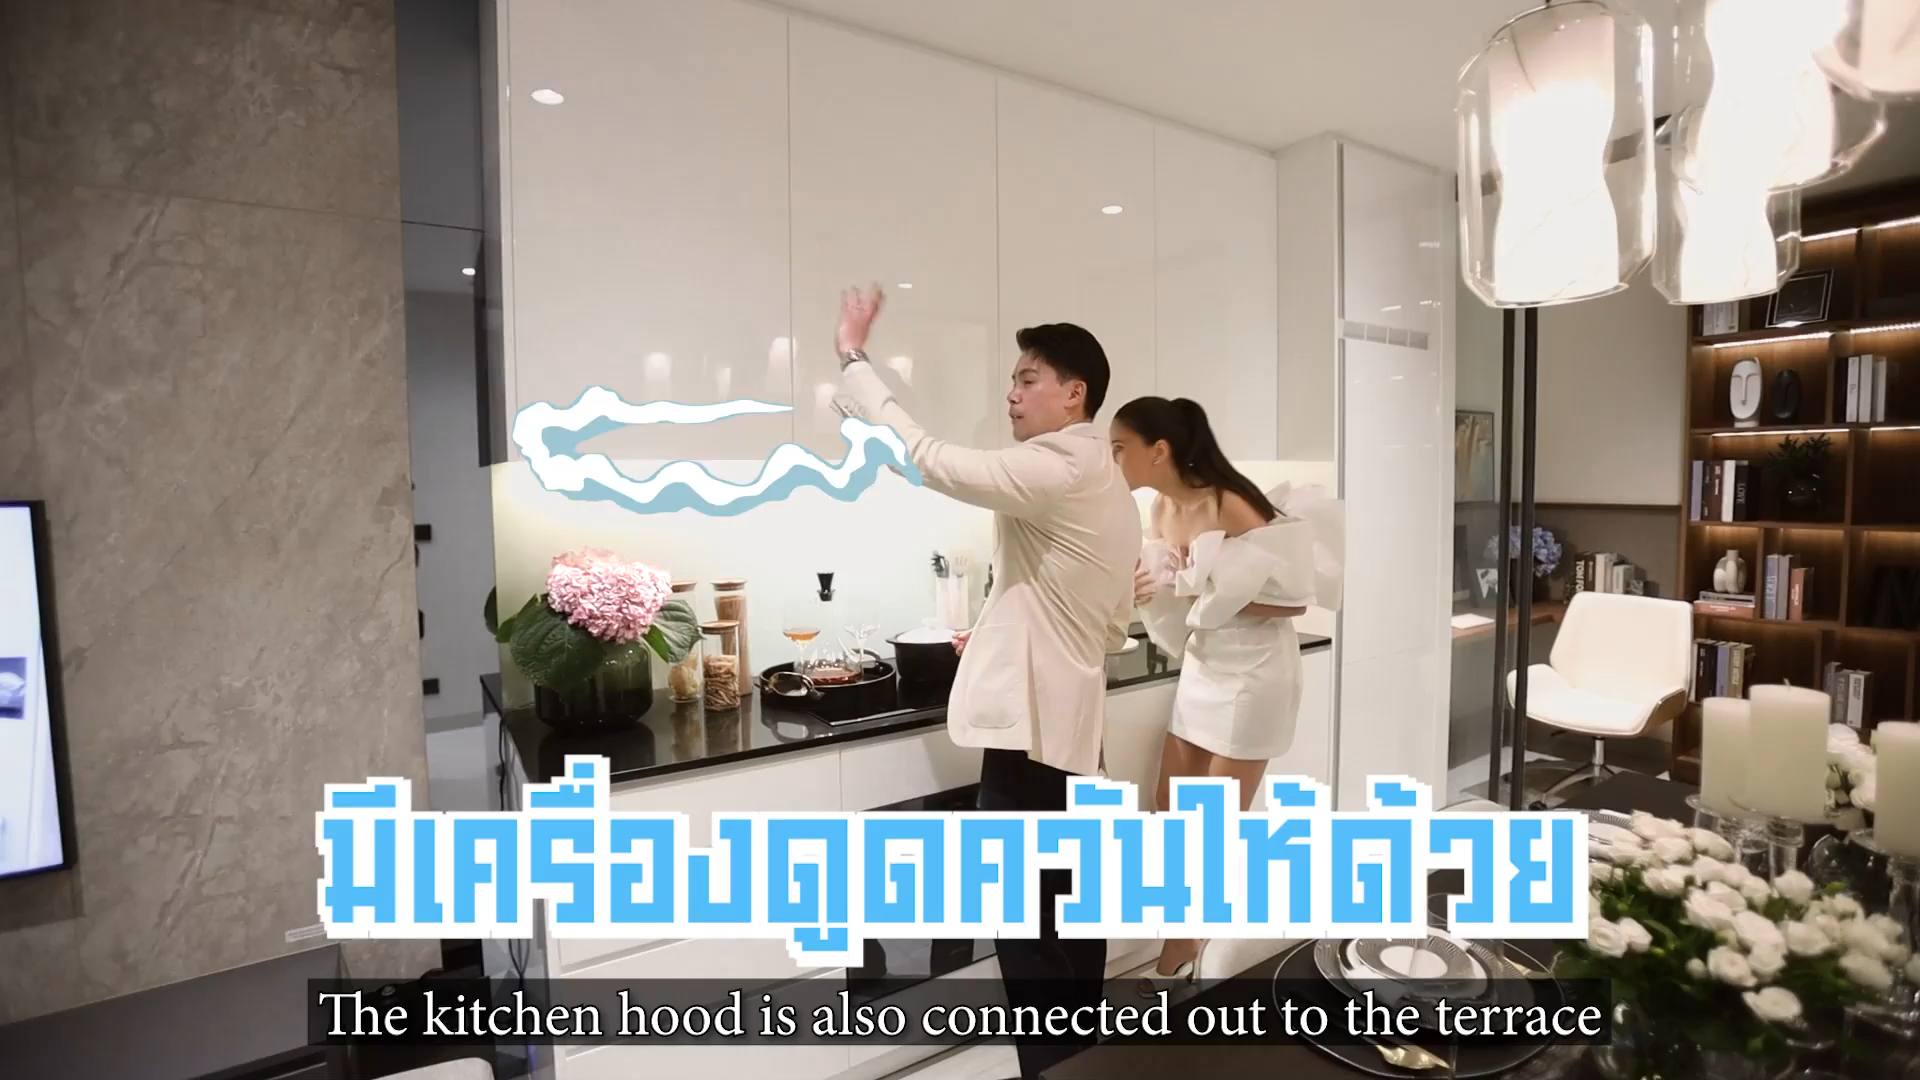 มีเครื่องดูดควันให้ด้วย
The kitchen hood is also connected out to the terrace